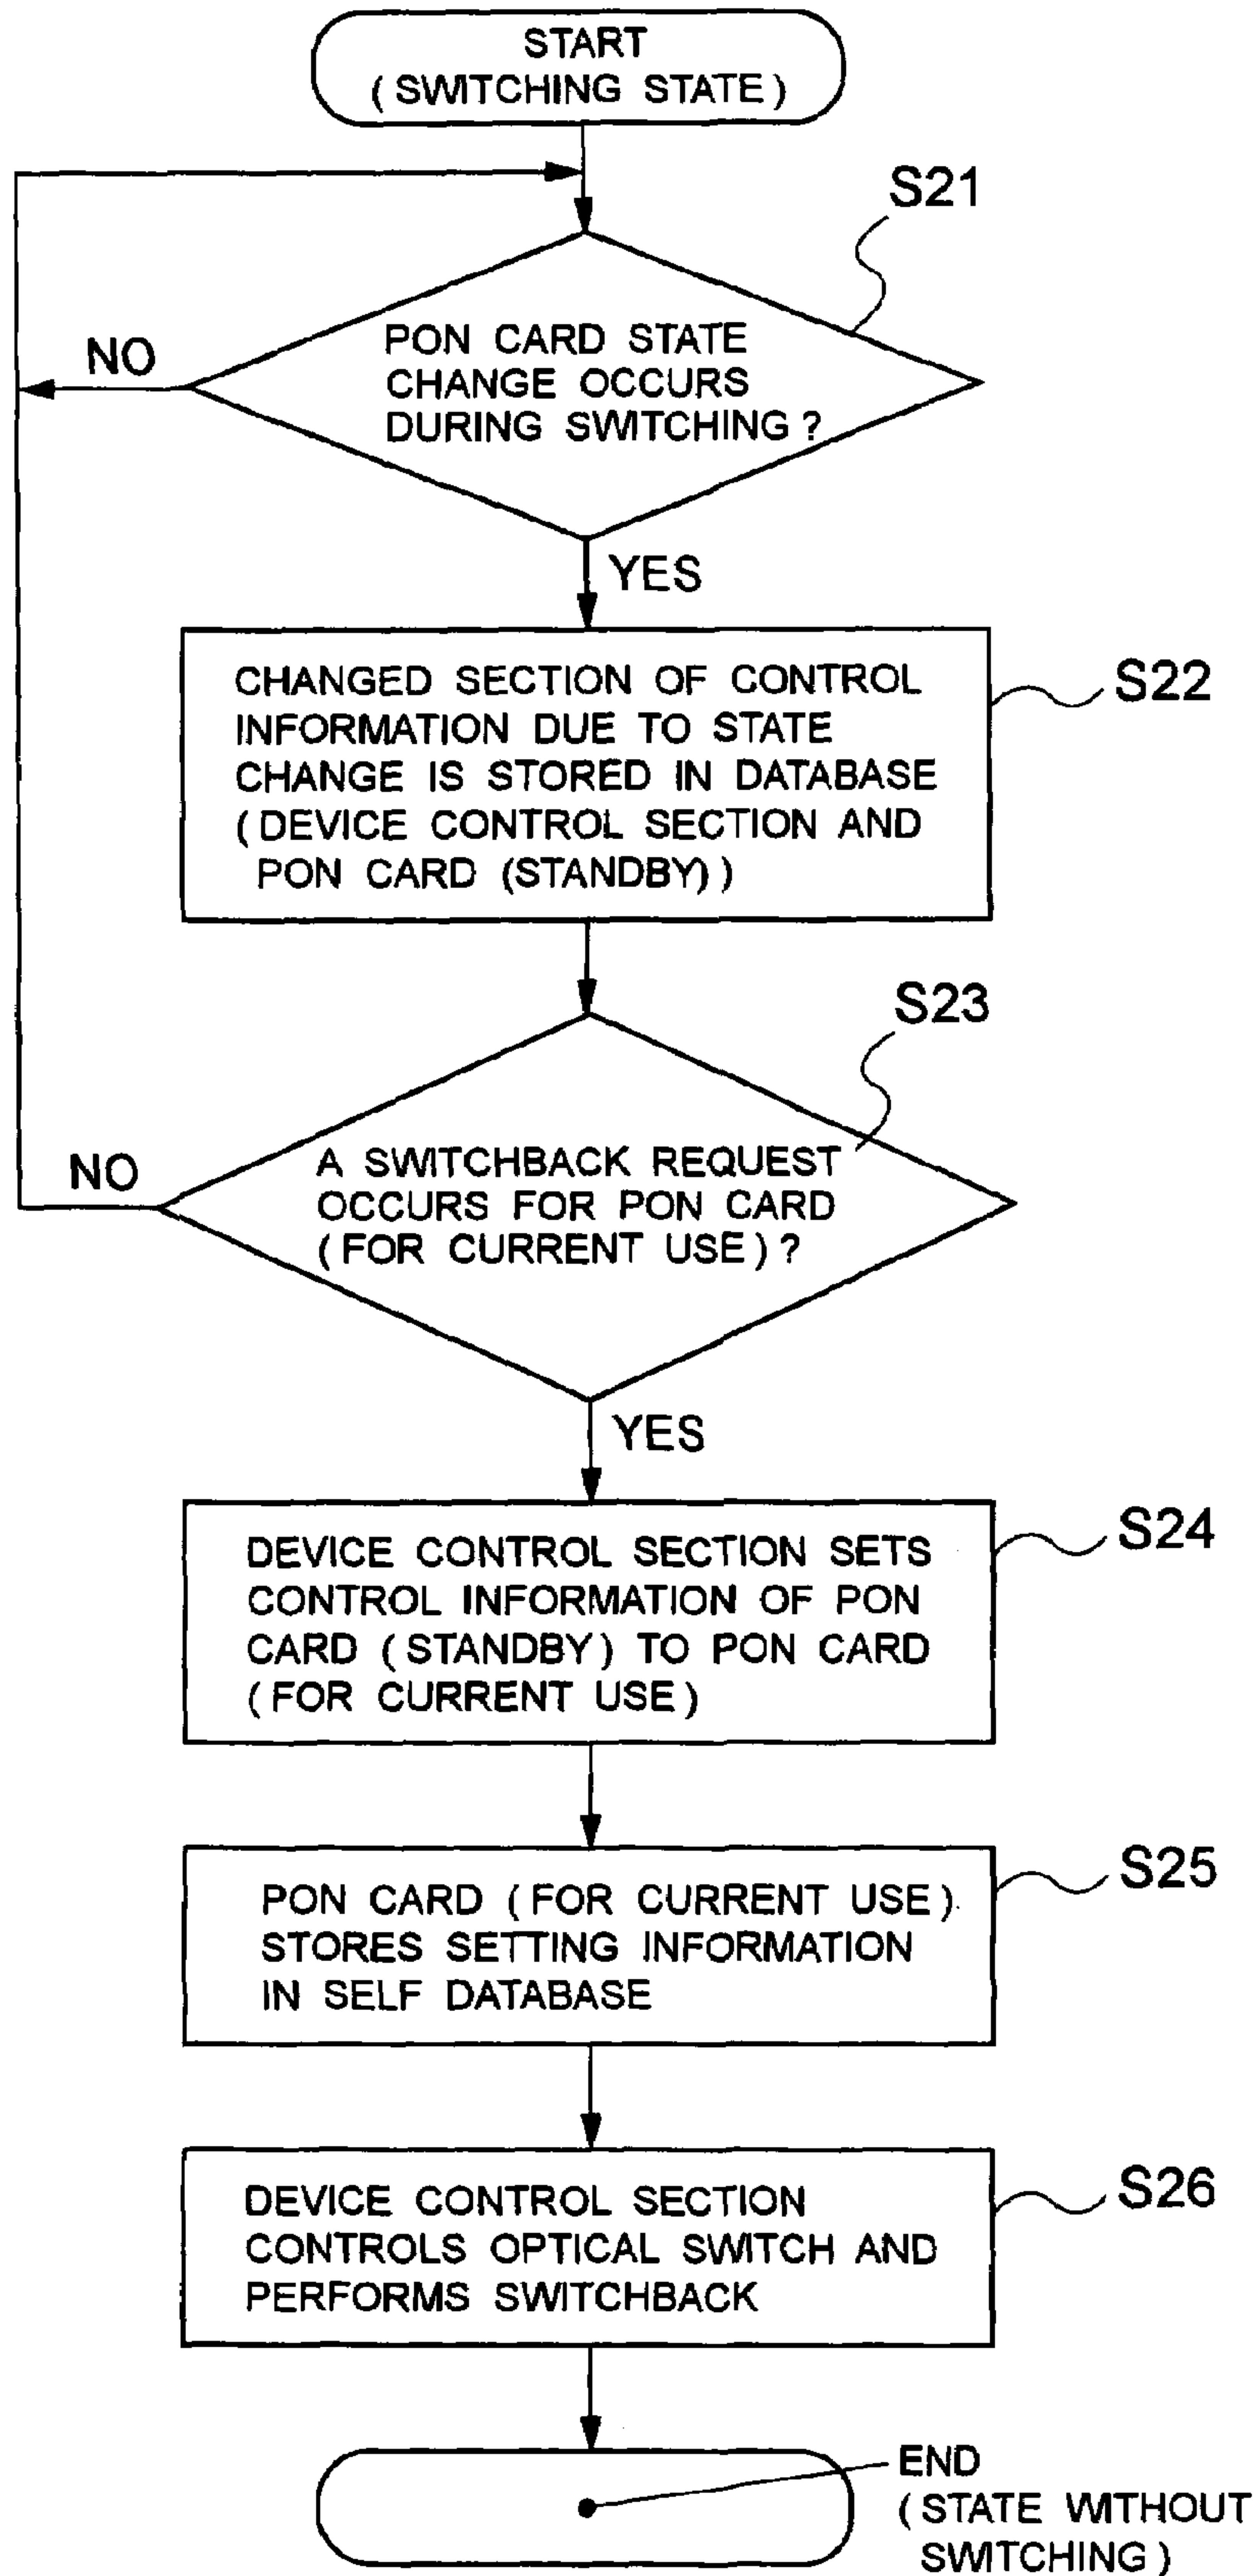 START
(SWITCHING STATE)
S21
PON CARD STATE
CHANGE OCCURS
DURING SWITCHING?
NO
YES
S22
CHANGED SECTION OF CONTROL
INFORMATION DUE TO STATE
CHANGE IS STORED IN DATABASE
(DEVICE CONTROL SECTION AND
PON CARD (STANDBY))
S23
A SWITCHBACK REQUEST
OCCURS FOR PON CARD
(FOR CURRENT USE)?
NO
YES
S24
DEVICE CONTROL SECTION SETS
CONTROL INFORMATION OF PON
CARD (STANDBY) TO PON CARD
(FOR CURRENT USE)
S25
PON CARD (FOR CURRENT USE)
STORES SETTING INFORMATION
IN SELF DATABASE
S26
DEVICE CONTROL SECTION
CONTROLS OPTICAL SWITCH AND
PERFORMS SWITCHBACK
END
(STATE WITHOUT
SWITCHING)